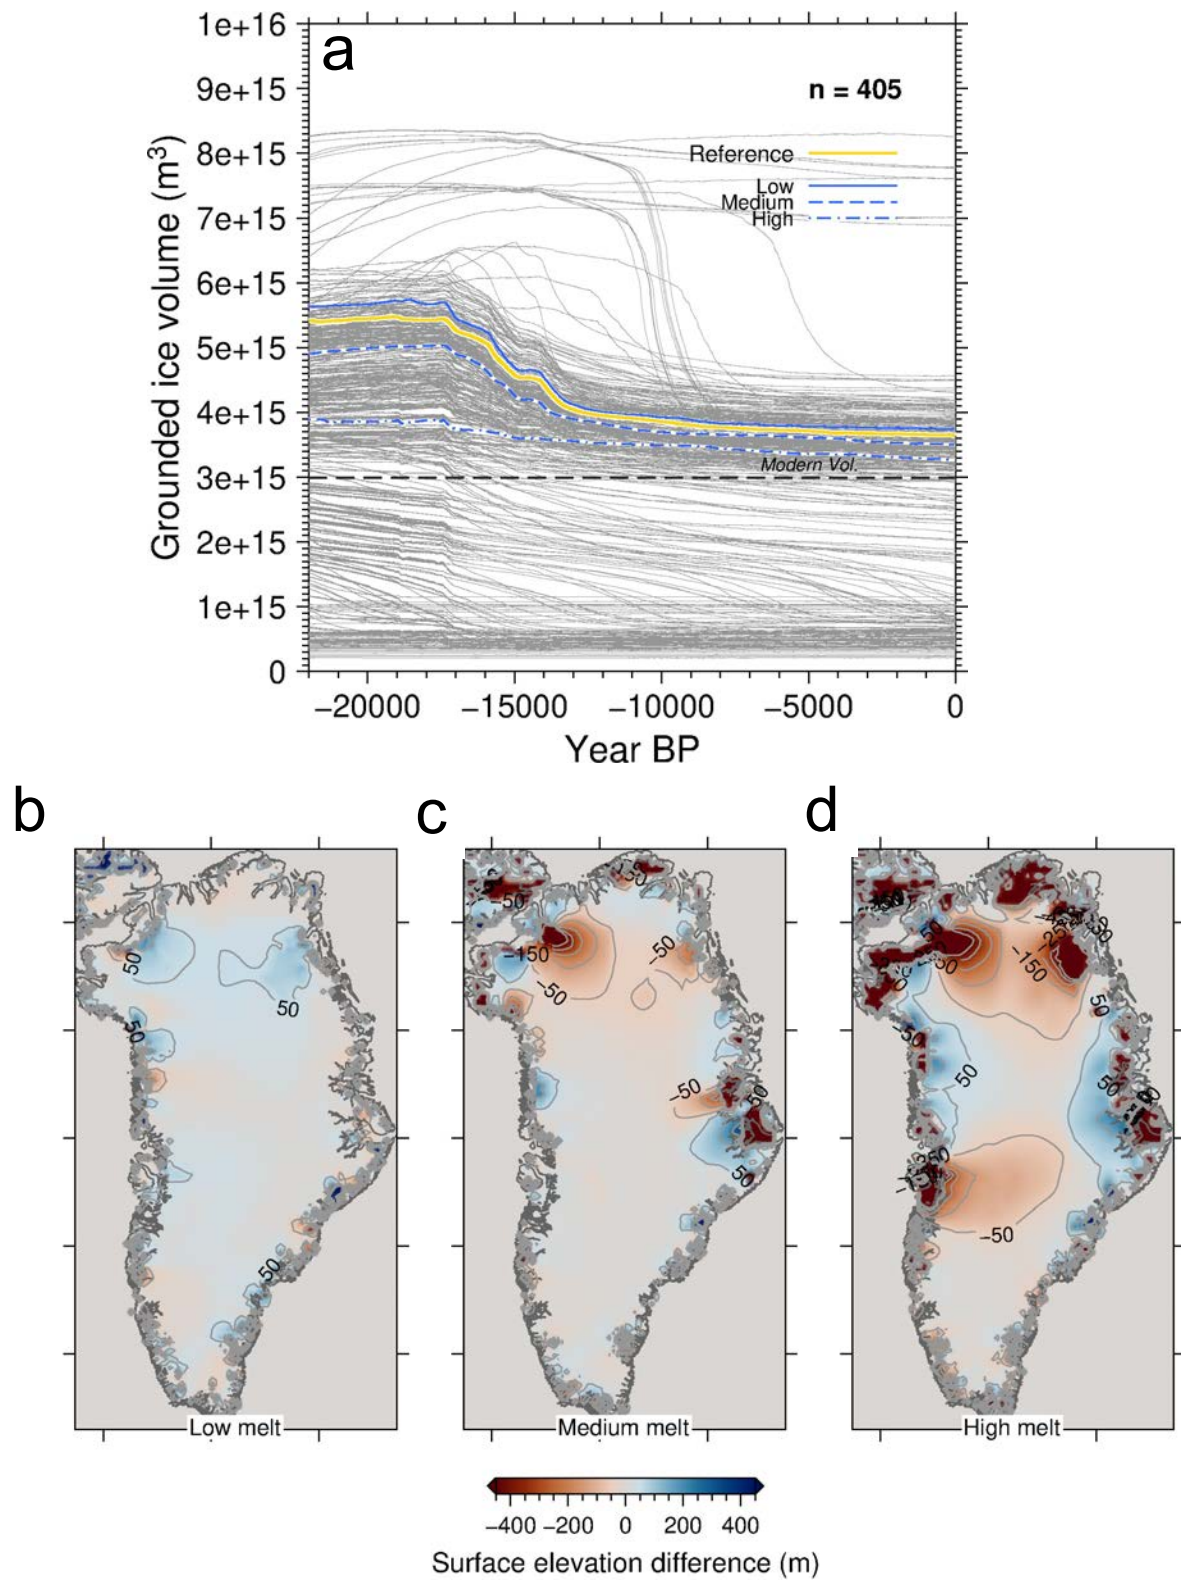 a
1e+16
9e+15
8e+15
7e+15
6e+15
5e+15
4e+15
3e+15
2e+15
1e+15
0
Grounded ice volume (m³)
n = 405
Reference
Low
Medium
High
Modern Vol.
−20000 −15000 −10000 −5000 0
Year BP
b c d
50
50
50
50
Low melt
−50
−150
−50
−50
−50
50
50
Medium melt
50
−150
50
−50
50
50
−50
High melt
−400 −200 0 200 400
Surface elevation difference (m)